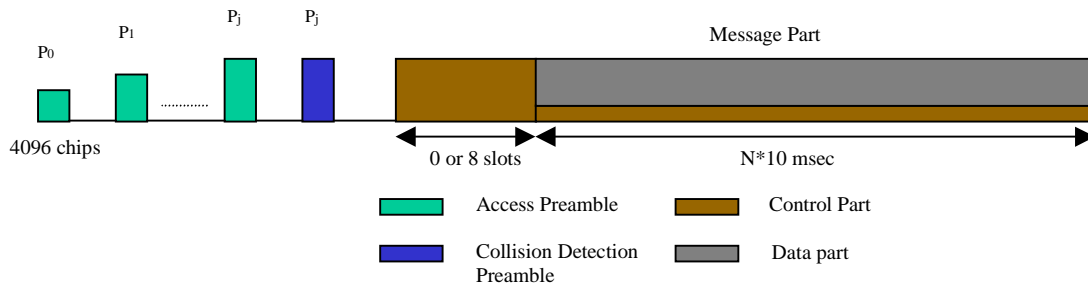 P0
P1
Pj
Pj
Message Part
4096 chips
0 or 8 slots
N*10 msec
Access Preamble
Control Part
Collision Detection
Preamble
Data part